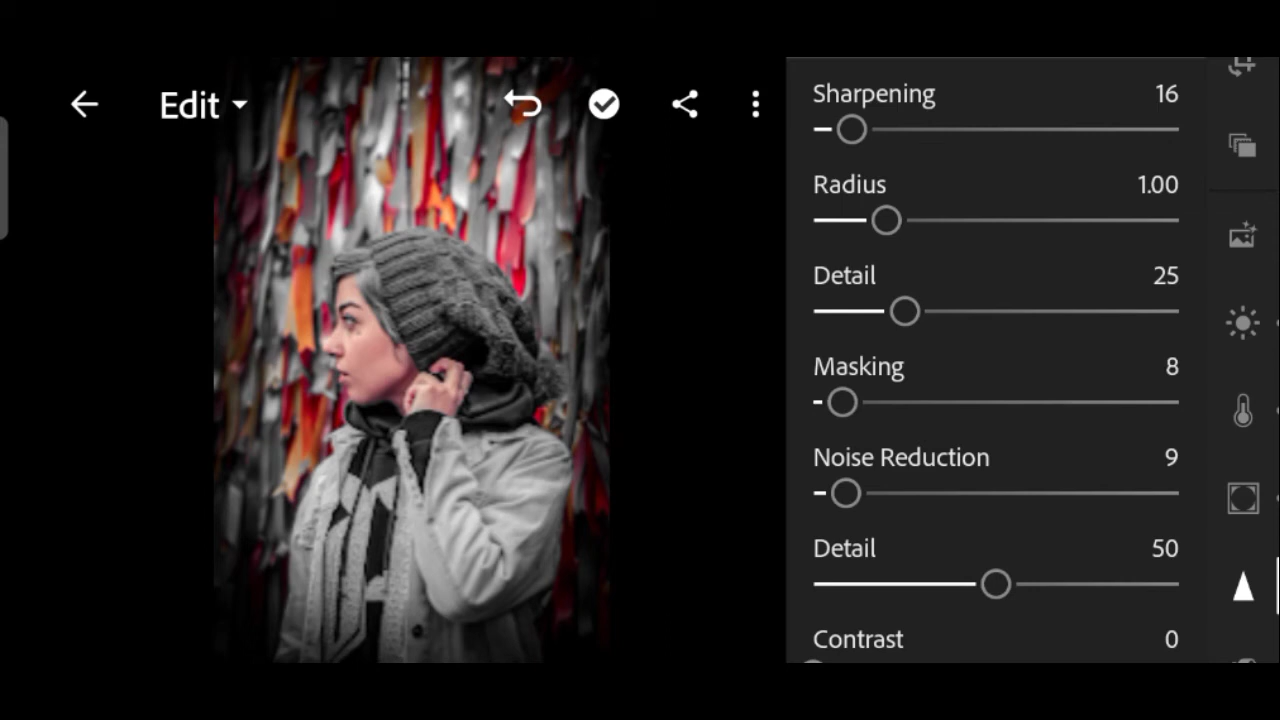 Edit
Sharpening 16
Radius 1.00
Detail 25
Masking 8
Noise Reduction 9
Detail 50
Contrast 0